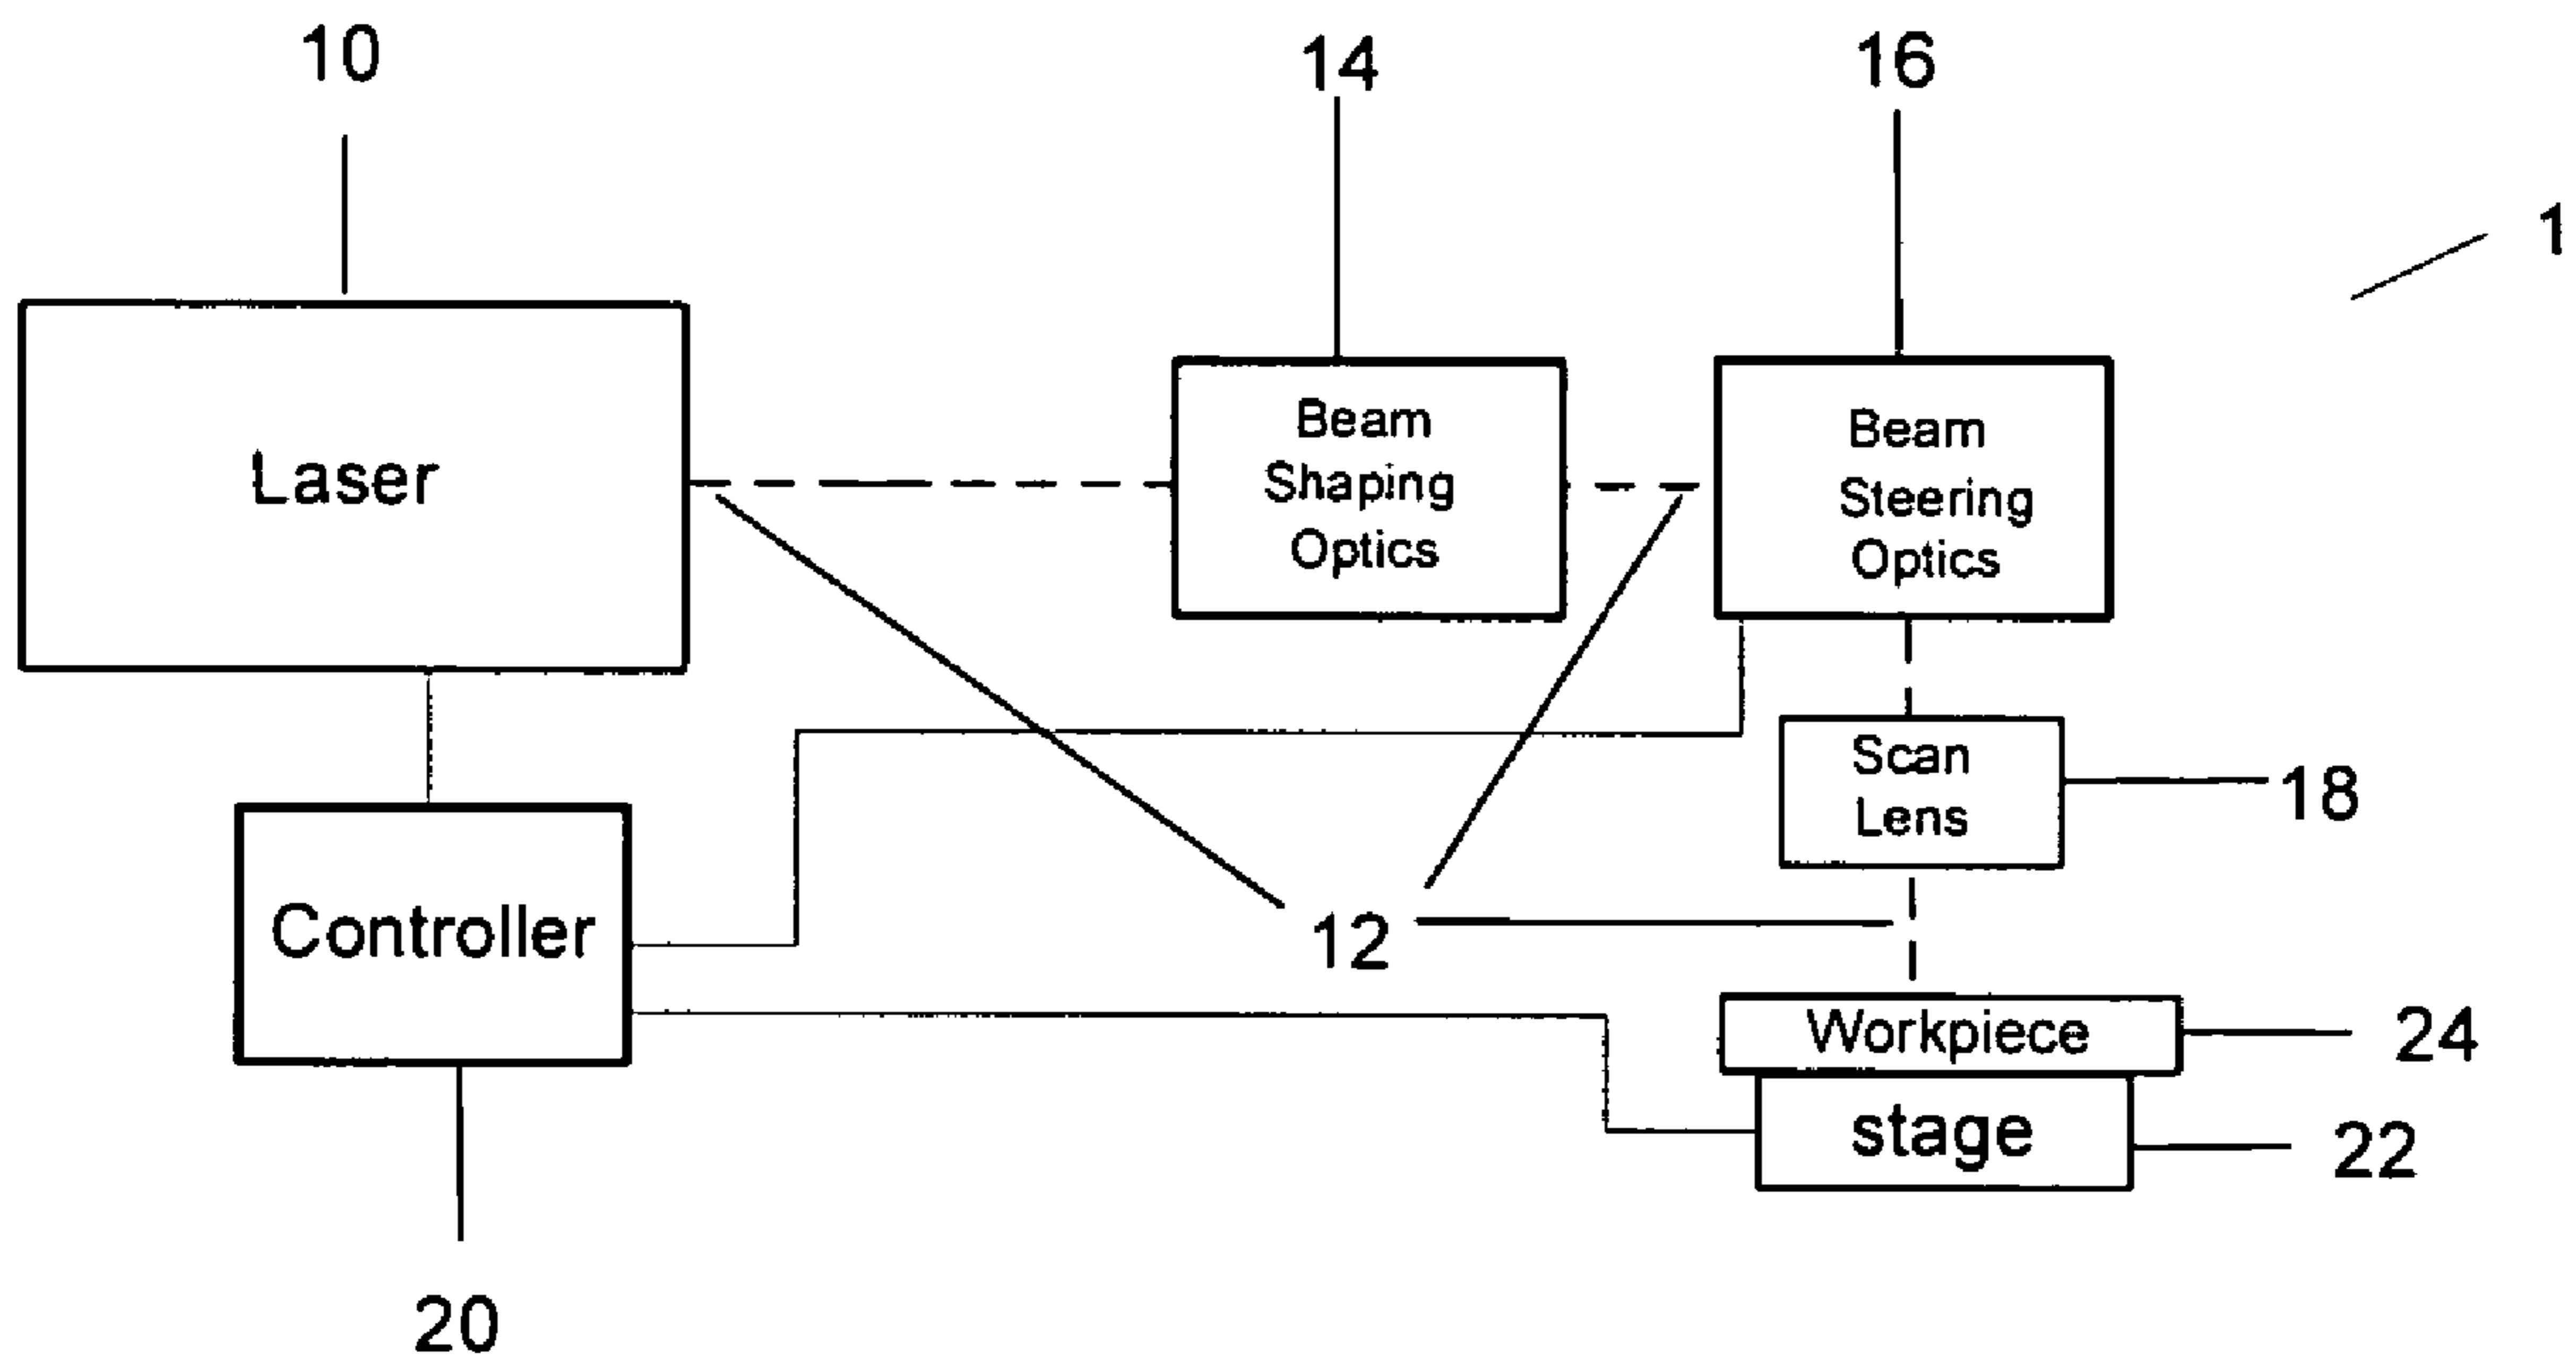 10
14
16
1
Laser
Beam
Shaping
Optics
Beam
Steering
Optics
Scan
Lens
18
Controller
12
Workpiece
24
stage
22
20